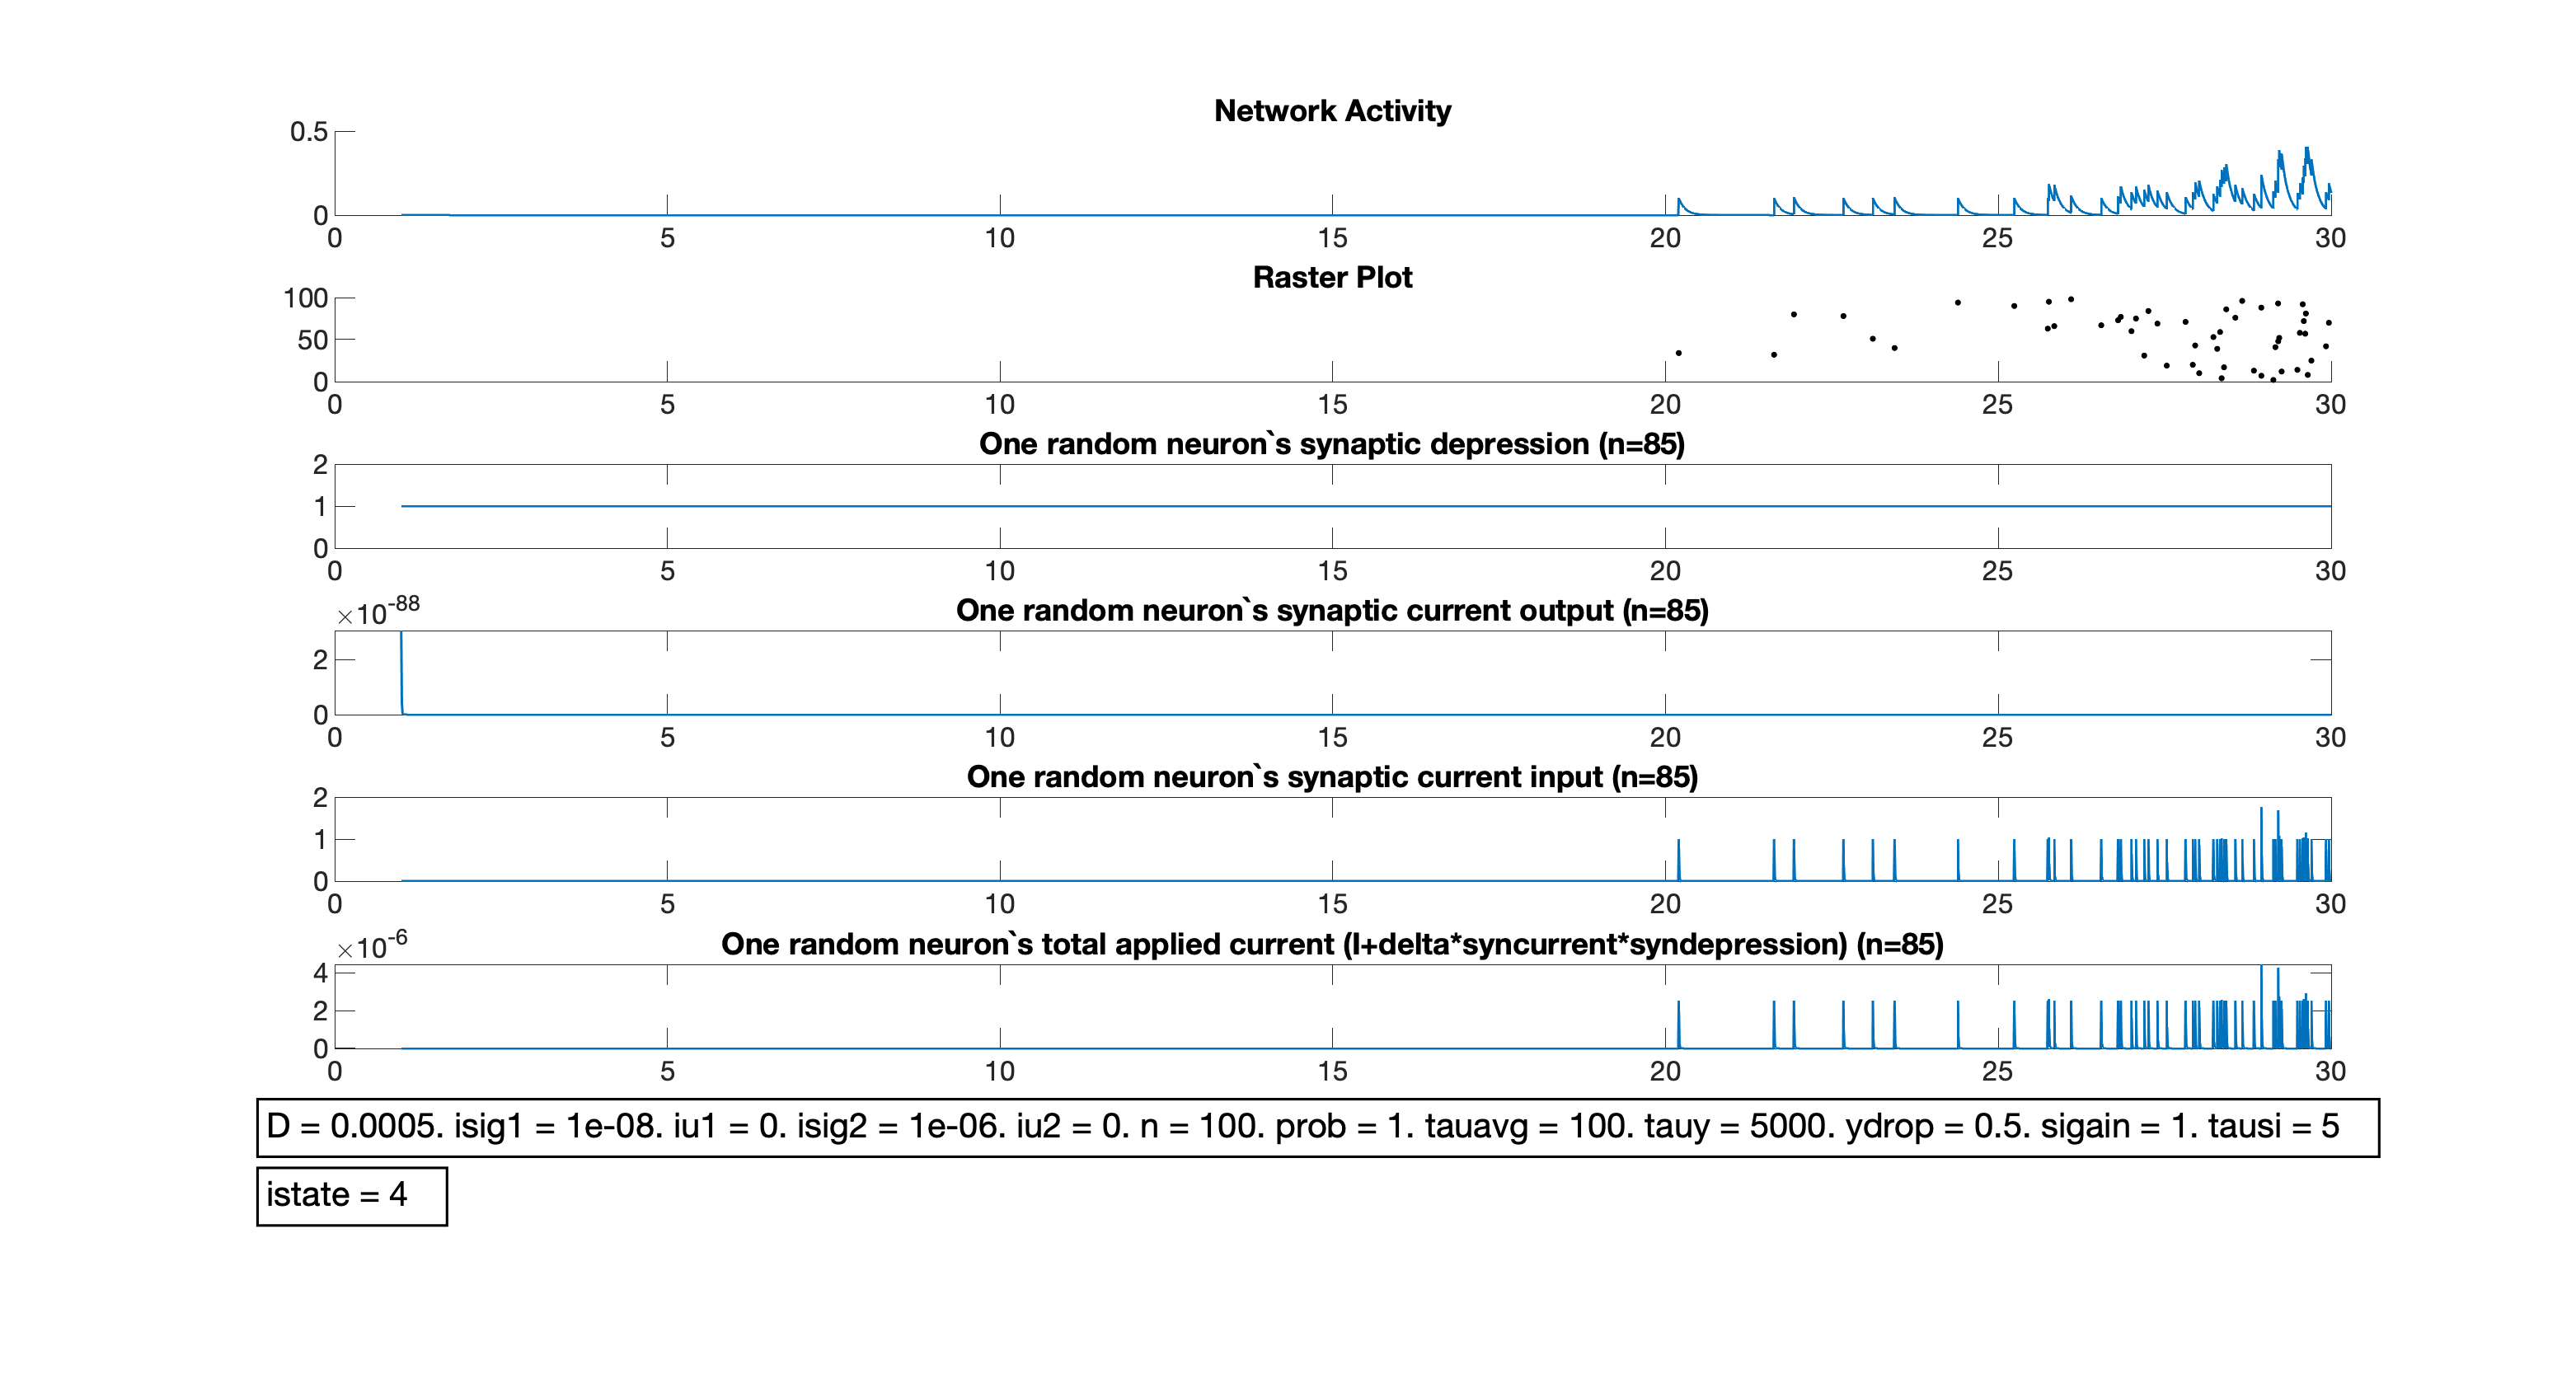 Network Activity
0.5
0
0 5 10 15 20 25 30
Raster Plot
100
50
0
0 5 10 15 20 25 30
One random neuron`s synaptic depression (n=85)
2
1
0
0 5 10 15 20 25 30
×10-88
One random neuron`s synaptic current output (n=85)
2
0
0 5 10 15 20 25 30
One random neuron`s synaptic current input (n=85)
2
1
0
0 5 10 15 20 25 30
×10-6
One random neuron`s total applied current (I+delta*syncurrent*syndepression) (n=85)
4
2
0
0 5 10 15 20 25 30
D = 0.0005. isig1 = 1e-08. iu1 = 0. isig2 = 1e-06. iu2 = 0. n = 100. prob = 1. tauavg = 100. tauy = 5000. ydrop = 0.5. sigain = 1. tausi = 5
istate = 4